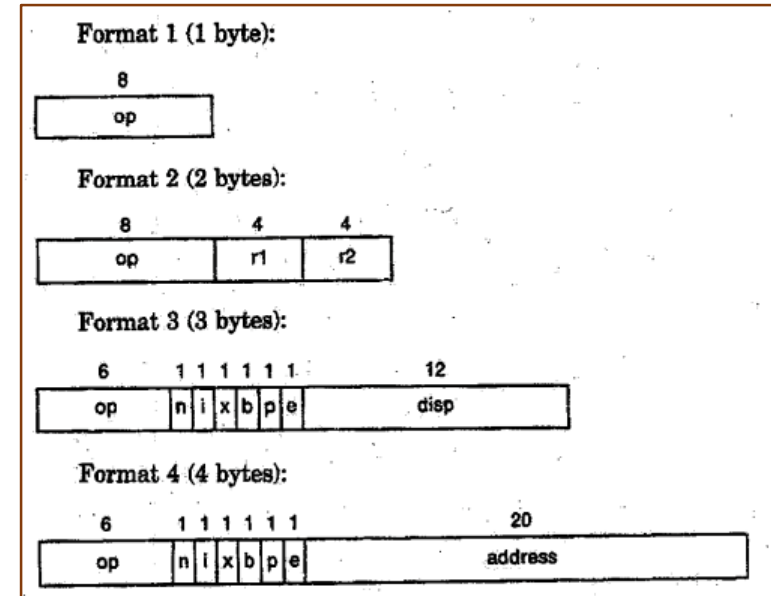 Format 1 (1 byte):
8
op
Format 2 (2 bytes):
8 4 4
op r1 r2
Format 3 (3 bytes):
6 1 1 1 1 1 1 12
op n i x b p e disp
Format 4 (4 bytes):
6 1 1 1 1 1 1 20
op n i x b p e address